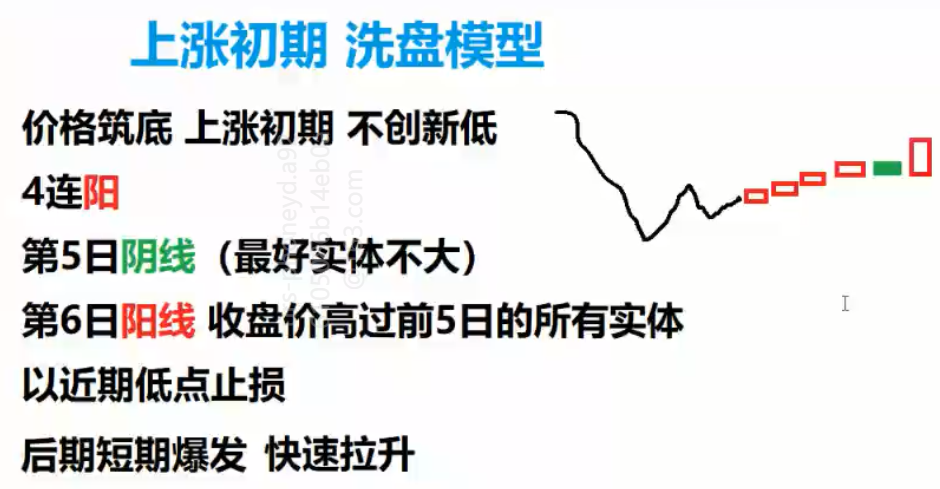 上涨初期 洗盘模型
价格筑底 上涨初期 不创新低
4连阳
第5日阴线（最好实体不大）
第6日阳线 收盘价高过前5日的所有实体
以近期低点止损
后期短期爆发 快速拉升